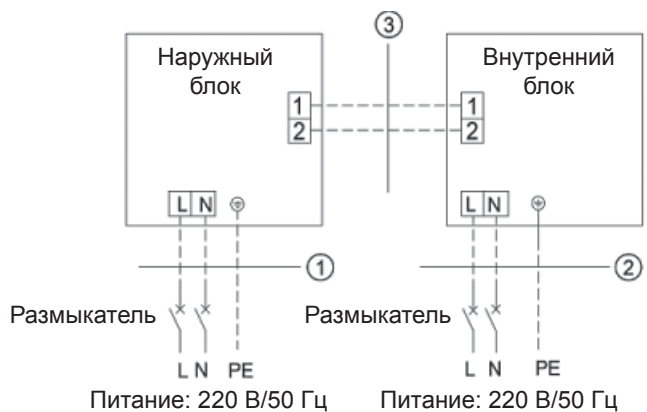 ③
Наружный
блок
Внутренний
блок
1
2
1
2
L N
L N
①
②
Размыкатель
Размыкатель
L N PE
L N PE
Питание: 220 В/50 Гц
Питание: 220 В/50 Гц